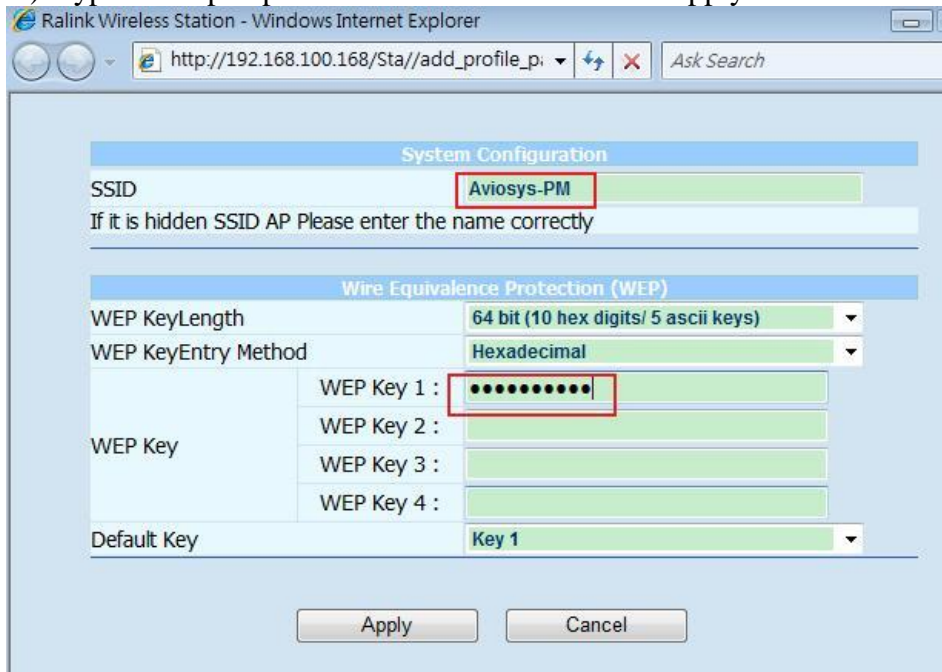 Ralink Wireless Station - Windows Internet Explorer
http://192.168.100.168/Sta//add_profile_pa
Ask Search
System Configuration
SSID Aviosys-PM
If it is hidden SSID AP Please enter the name correctly
Wire Equivalence Protection (WEP)
WEP KeyLength 64 bit (10 hex digits/ 5 ascii keys)
WEP KeyEntry Method Hexadecimal
WEP Key
WEP Key 1 : ●●●●●●●●●●
WEP Key 2 :
WEP Key 3 :
WEP Key 4 :
Default Key Key 1
Apply Cancel